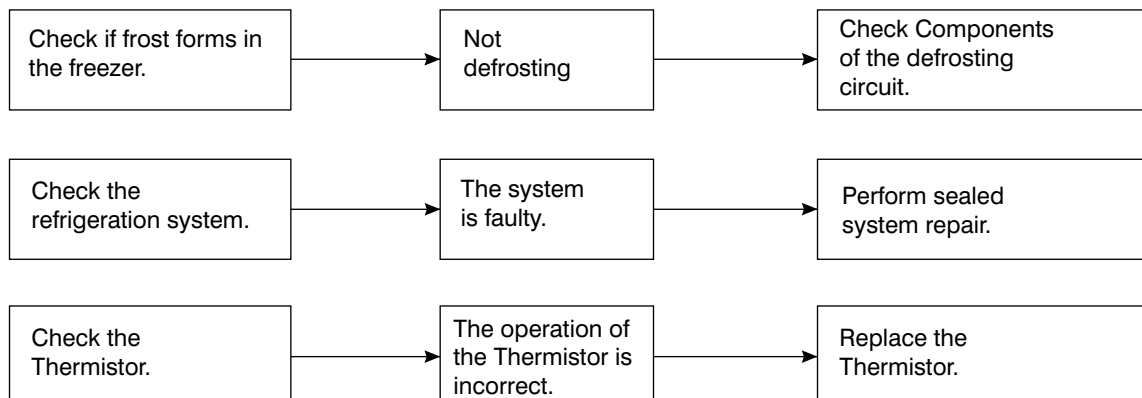 Check if frost forms in
the freezer.
Not
defrosting
Check Components
of the defrosting
circuit.
Check the
refrigeration system.
The system
is faulty.
Perform sealed
system repair.
Check the
Thermistor.
The operation of
the Thermistor is
incorrect.
Replace the
Thermistor.